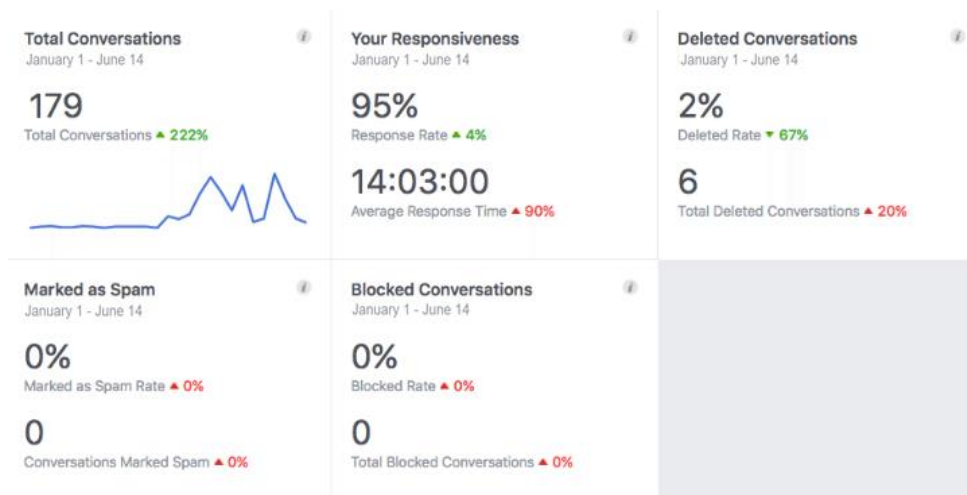 Total Conversations
January 1 - June 14
179
Total Conversations ▲ 222%
Your Responsiveness
January 1 - June 14
95%
Response Rate ▲ 4%
14:03:00
Average Response Time ▲ 90%
Deleted Conversations
January 1 - June 14
2%
Deleted Rate ▼ 67%
6
Total Deleted Conversations ▲ 20%
Marked as Spam
January 1 - June 14
0%
Marked as Spam Rate ▲ 0%
0
Conversations Marked Spam ▲ 0%
Blocked Conversations
January 1 - June 14
0%
Blocked Rate ▲ 0%
0
Total Blocked Conversations ▲ 0%